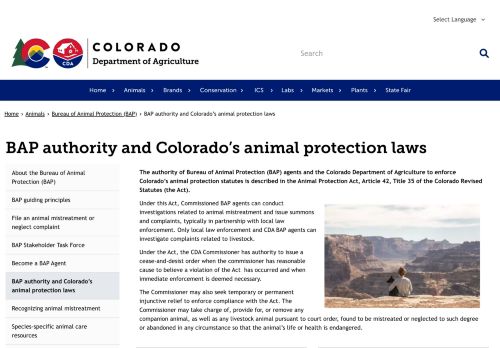 Select Language
COLORADO
Department of Agriculture
CDA
Search
Home
Animals
Brands
Conservation
ICS
Labs
Markets
Plants
State Fair
Home › Animals › Bureau of Animal Protection (BAP) › BAP authority and Colorado's animal protection laws
BAP authority and Colorado's animal protection laws
About the Bureau of Animal
Protection (BAP)
BAP guiding principles
File an animal mistreatment or
neglect complaint
BAP Stakeholder Task Force
Become a BAP Agent
BAP authority and Colorado's
animal protection laws
Recognizing animal mistreatment
Species-specific animal care
resources
The authority of Bureau of Animal Protection (BAP) agents and the Colorado Department of Agriculture to enforce
Colorado's animal protection statutes is described in the Animal Protection Act, Article 42, Title 35 of the Colorado Revised
Statutes (the Act).
Under this Act, Commissioned BAP agents can conduct
investigations related to animal mistreatment and issue summons
and complaints, typically in partnership with local law
enforcement. Only local law enforcement and CDA BAP agents can
investigate complaints related to livestock.
Under the Act, the CDA Commissioner has authority to issue a
cease-and-desist order when the commissioner has reasonable
cause to believe a violation of the Act has occurred and when
immediate enforcement is deemed necessary.
The Commissioner may also seek temporary or permanent
injunctive relief to enforce compliance with the Act. The
Commissioner may take charge of, provide for, or remove any
companion animal, as well as any livestock animal pursuant to court order, found to be mistreated or neglected to such degree
or abandoned in any circumstance so that the animal's life or health is endangered.